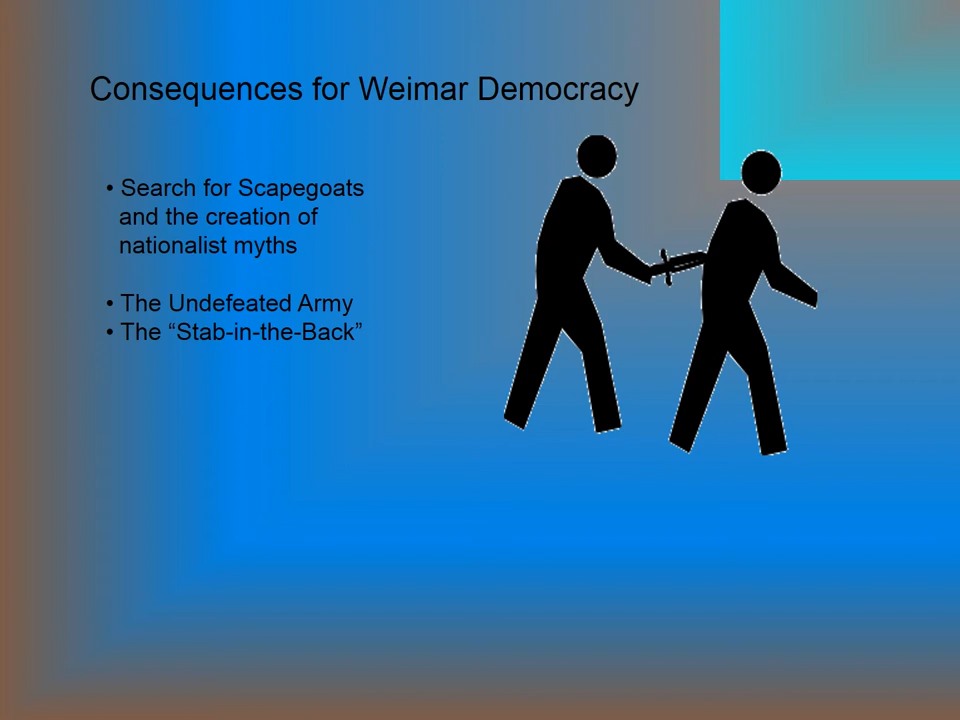 Consequences for Weimar Democracy
• Search for Scapegoats
and the creation of
nationalist myths
• The Undefeated Army
• The “Stab-in-the-Back”